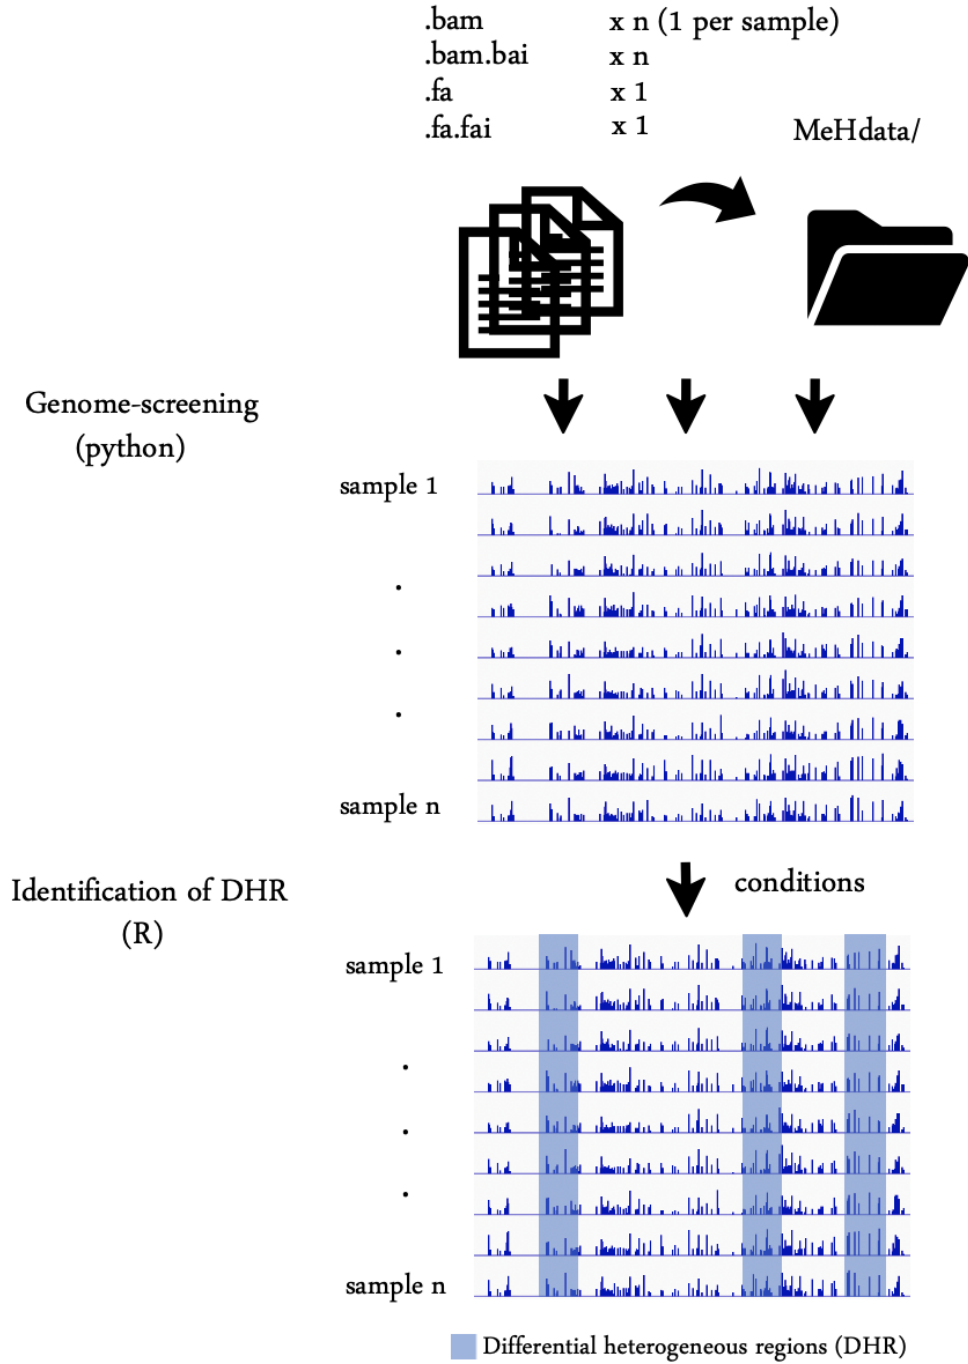 .bam x n (1 per sample)
.bam.bai x n
.fa x 1
.fa.fai x 1
MeHdata/
Genome-screening
(python)
sample 1
.
.
.
sample n
Identification of DHR
(R)
conditions
sample 1
.
.
.
sample n
Differential heterogeneous regions (DHR)